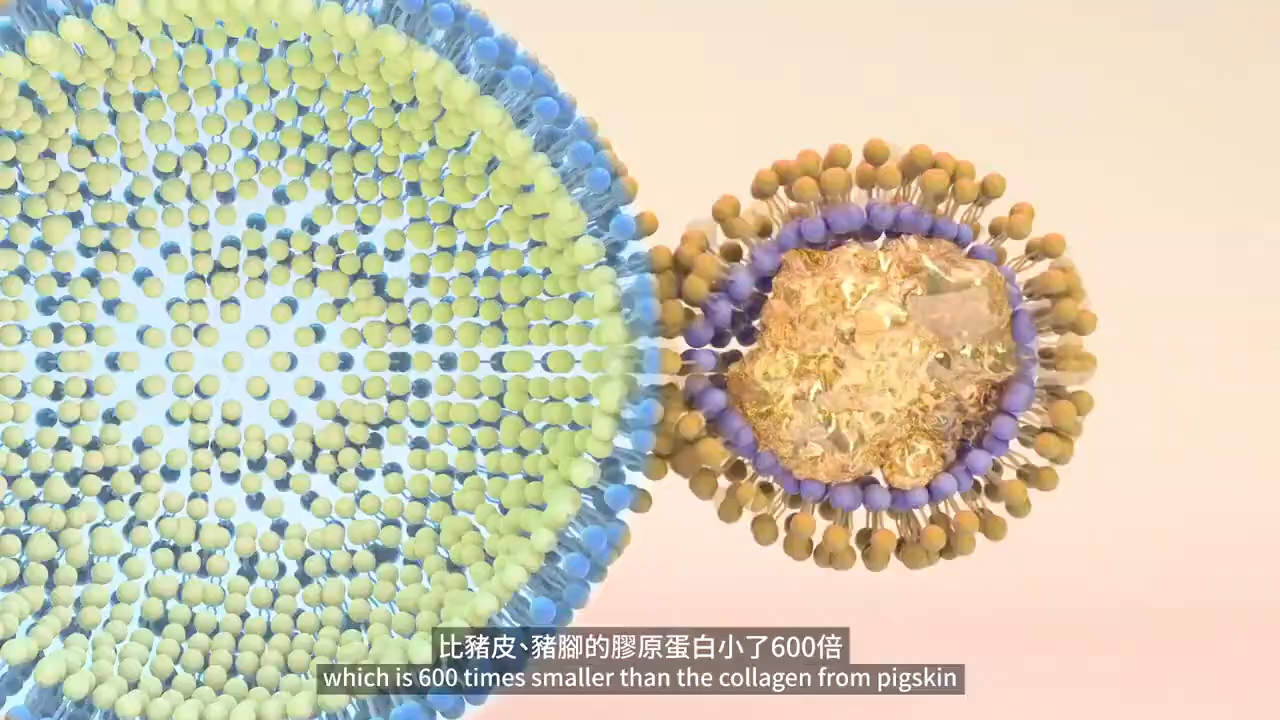 比豬皮、豬腳的膠原蛋白小了600倍
which is 600 times smaller than the collagen from pigskin